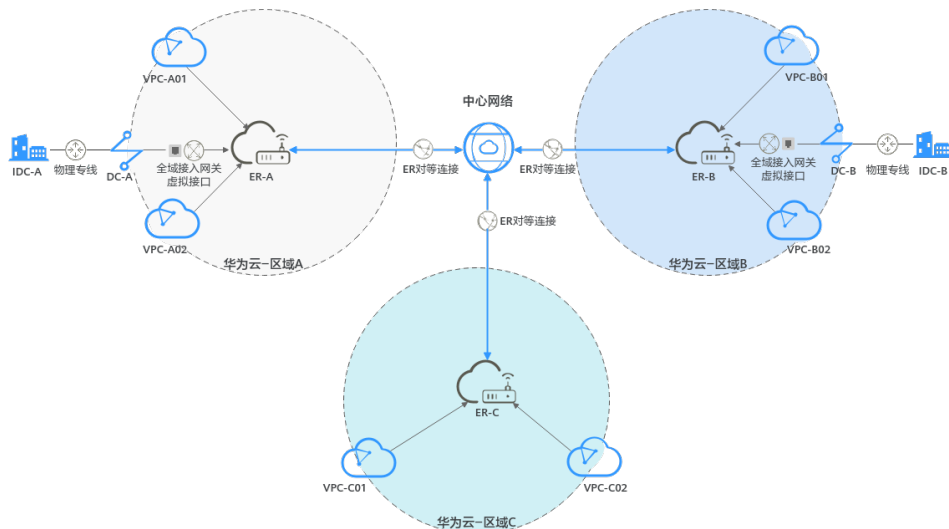 VPC-A01
IDC-A
物理专线
DC-A
全域接入网关
虚拟接口
ER-A
VPC-A02
华为云-区域A
ER对等连接
中心网络
ER对等连接
ER对等连接
VPC-B01
ER-B
全域接入网关
虚拟接口
DC-B
物理专线
IDC-B
VPC-B02
华为云-区域B
ER-C
VPC-C01
VPC-C02
华为云-区域C